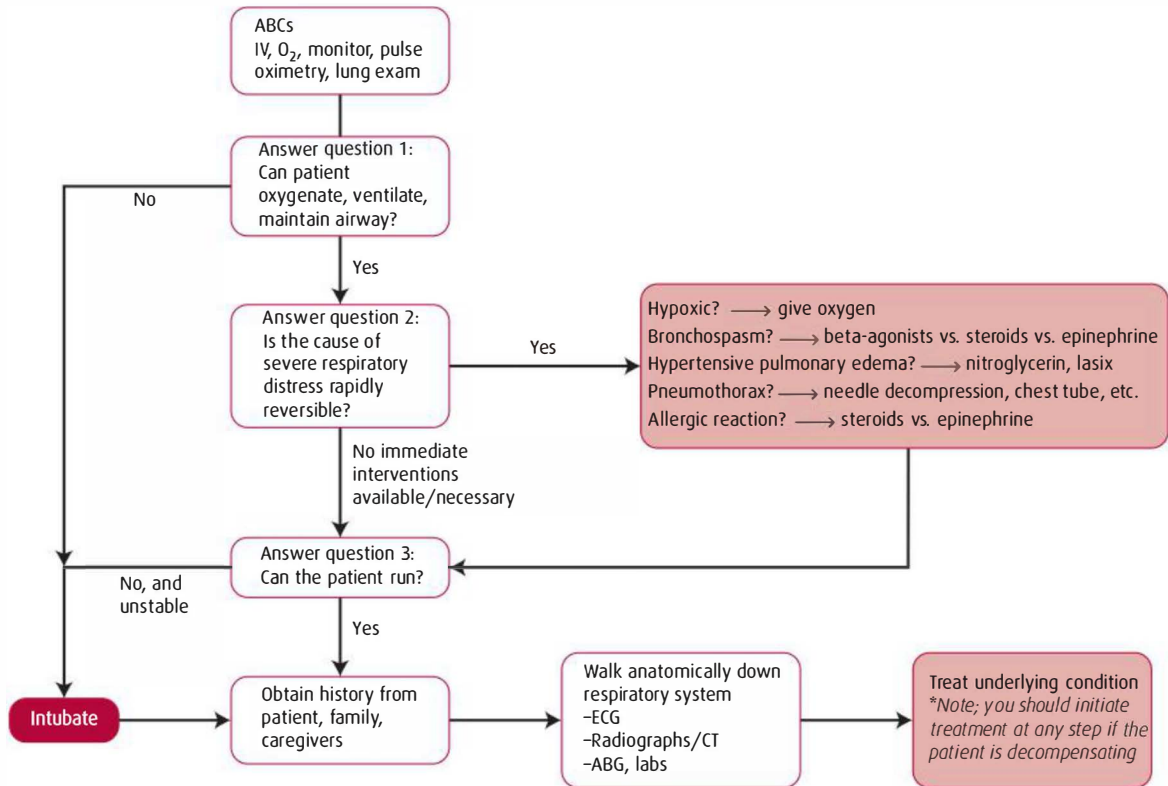 ABCs
IV, O₂, monitor, pulse
oximetry, lung exam
Answer question 1:
Can patient
oxygenate, ventilate,
maintain airway?
No
Yes
Answer question 2:
Is the cause of
severe respiratory
distress rapidly
reversible?
Yes
Hypoxic? ⟶ give oxygen
Bronchospasm? ⟶ beta-agonists vs. steroids vs. epinephrine
Hypertensive pulmonary edema? ⟶ nitroglycerin, lasix
Pneumothorax? ⟶ needle decompression, chest tube, etc.
Allergic reaction? ⟶ steroids vs. epinephrine
No immediate
interventions
available/necessary
Answer question 3:
Can the patient run?
No, and
unstable
Yes
Intubate
Obtain history from
patient, family,
caregivers
Walk anatomically down
respiratory system
–ECG
–Radiographs/CT
–ABG, labs
Treat underlying condition
*Note; you should initiate
treatment at any step if the
patient is decompensating